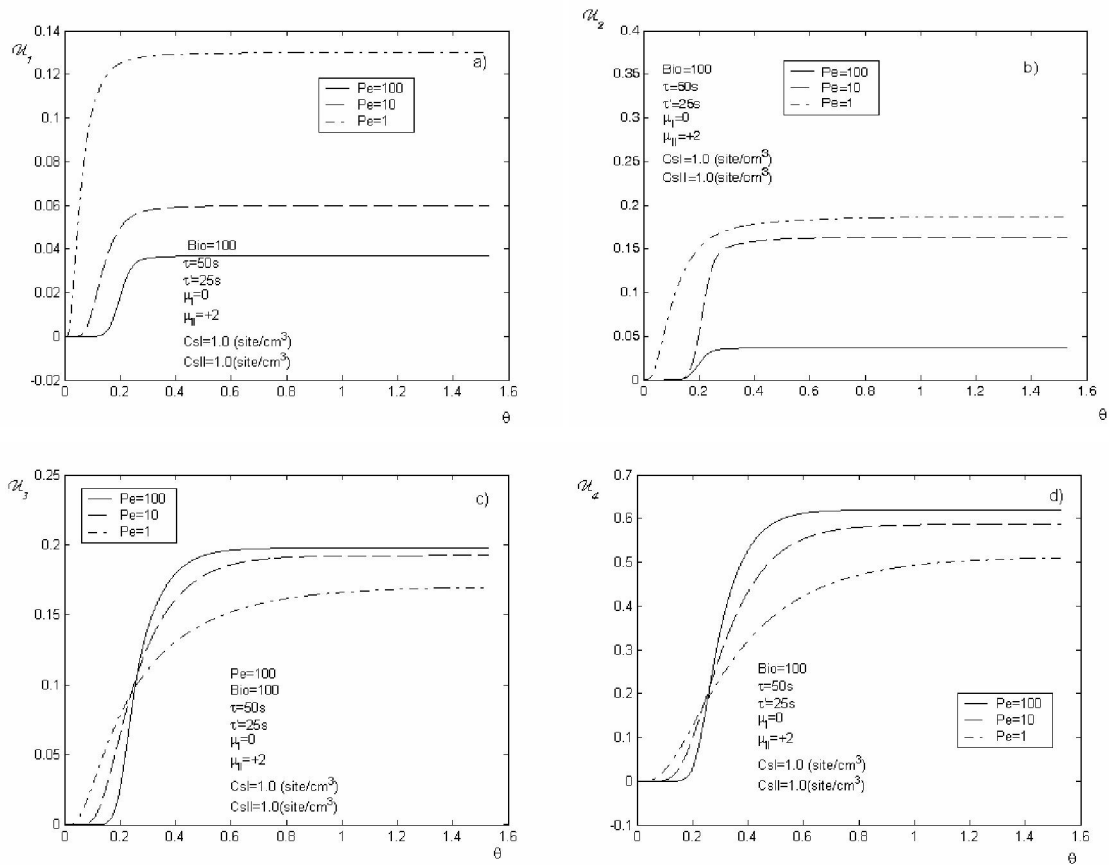 𝒰1
0.14
0.12
0.1
0.08
0.06
0.04
0.02
0
-0.02
a)
Pe=100
Pe=10
Pe=1
Bio=100
τ=50s
τ'=25s
μI=0
μII=+2
CsI=1.0 (site/cm³)
CsII=1.0(site/cm³)
0 0.2 0.4 0.6 0.8 1 1.2 1.4 1.6
θ
𝒰2
0.4
0.35
0.3
0.25
0.2
0.15
0.1
0.05
0
b)
Bio=100
τ=50s
τ'=25s
μI=0
μII=+2
CsI=1.0 (site/cm³)
CsII=1.0(site/cm³)
Pe=100
Pe=10
Pe=1
0 0.2 0.4 0.6 0.8 1 1.2 1.4 1.6
θ
𝒰3
0.25
0.2
0.15
0.1
0.05
0
c)
Pe=100
Pe=10
Pe=1
Pe=100
Bio=100
τ=50s
τ'=25s
μI=0
μII=+2
CsI=1.0 (site/cm³)
CsII=1.0(site/cm³)
0 0.2 0.4 0.6 0.8 1 1.2 1.4 1.6
θ
𝒰4
0.7
0.6
0.5
0.4
0.3
0.2
0.1
0
-0.1
d)
Bio=100
τ=50s
τ'=25s
μI=0
μII=+2
CsI=1.0 (site/cm³)
CsII=1.0(site/cm³)
Pe=100
Pe=10
Pe=1
0 0.2 0.4 0.6 0.8 1 1.2 1.4 1.6
θ